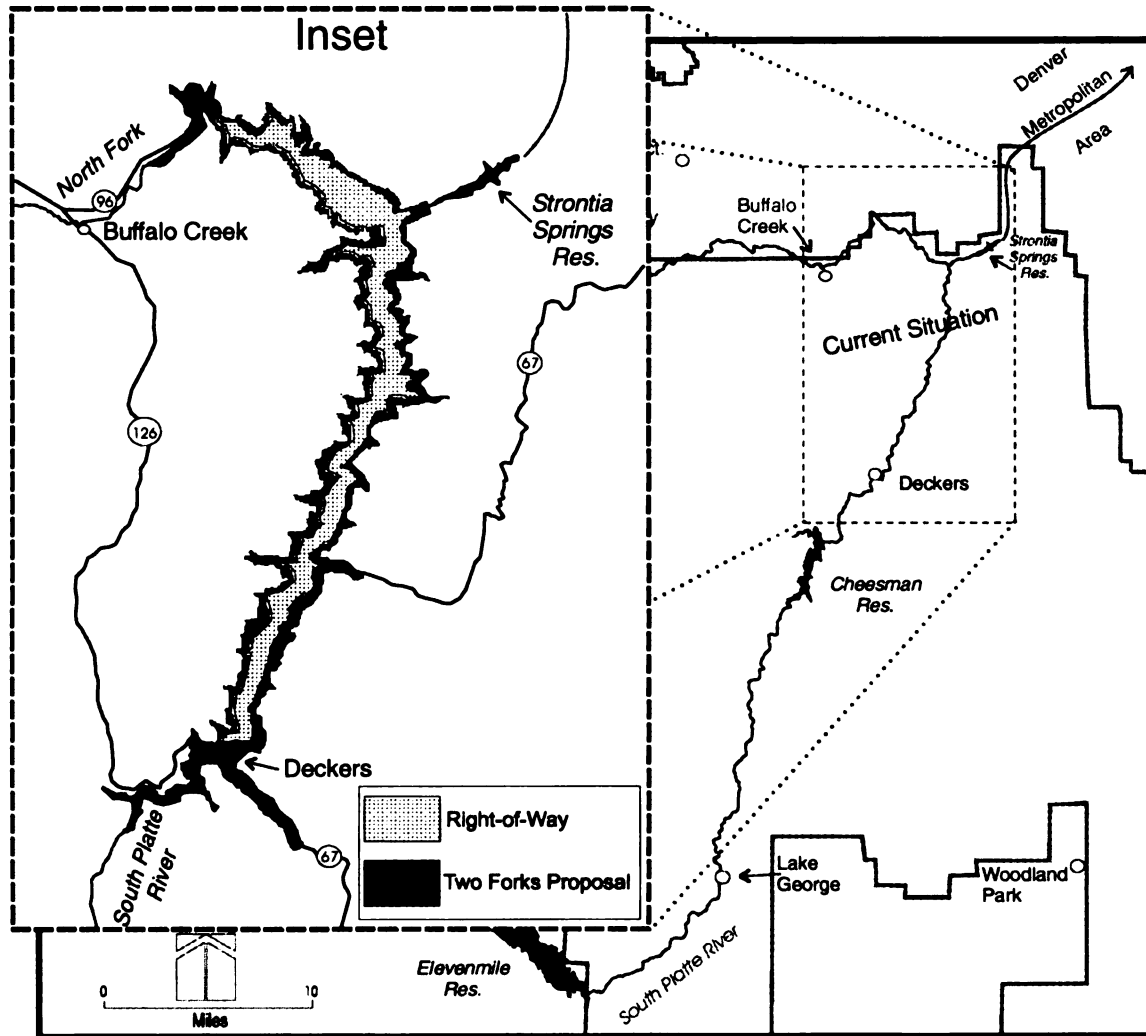 Inset
North Fork
96
Buffalo Creek
126
Strontia
Springs
Res.
67
Deckers
South Platte
River
67
Right-of-Way
Two Forks Proposal
Denver
Metropolitan
Area
Buffalo
Creek
Strontia
Springs
Res.
Current Situation
Deckers
Cheesman
Res.
Lake
George
Woodland
Park
South Platte River
Elevenmile
Res.
0 10
Miles